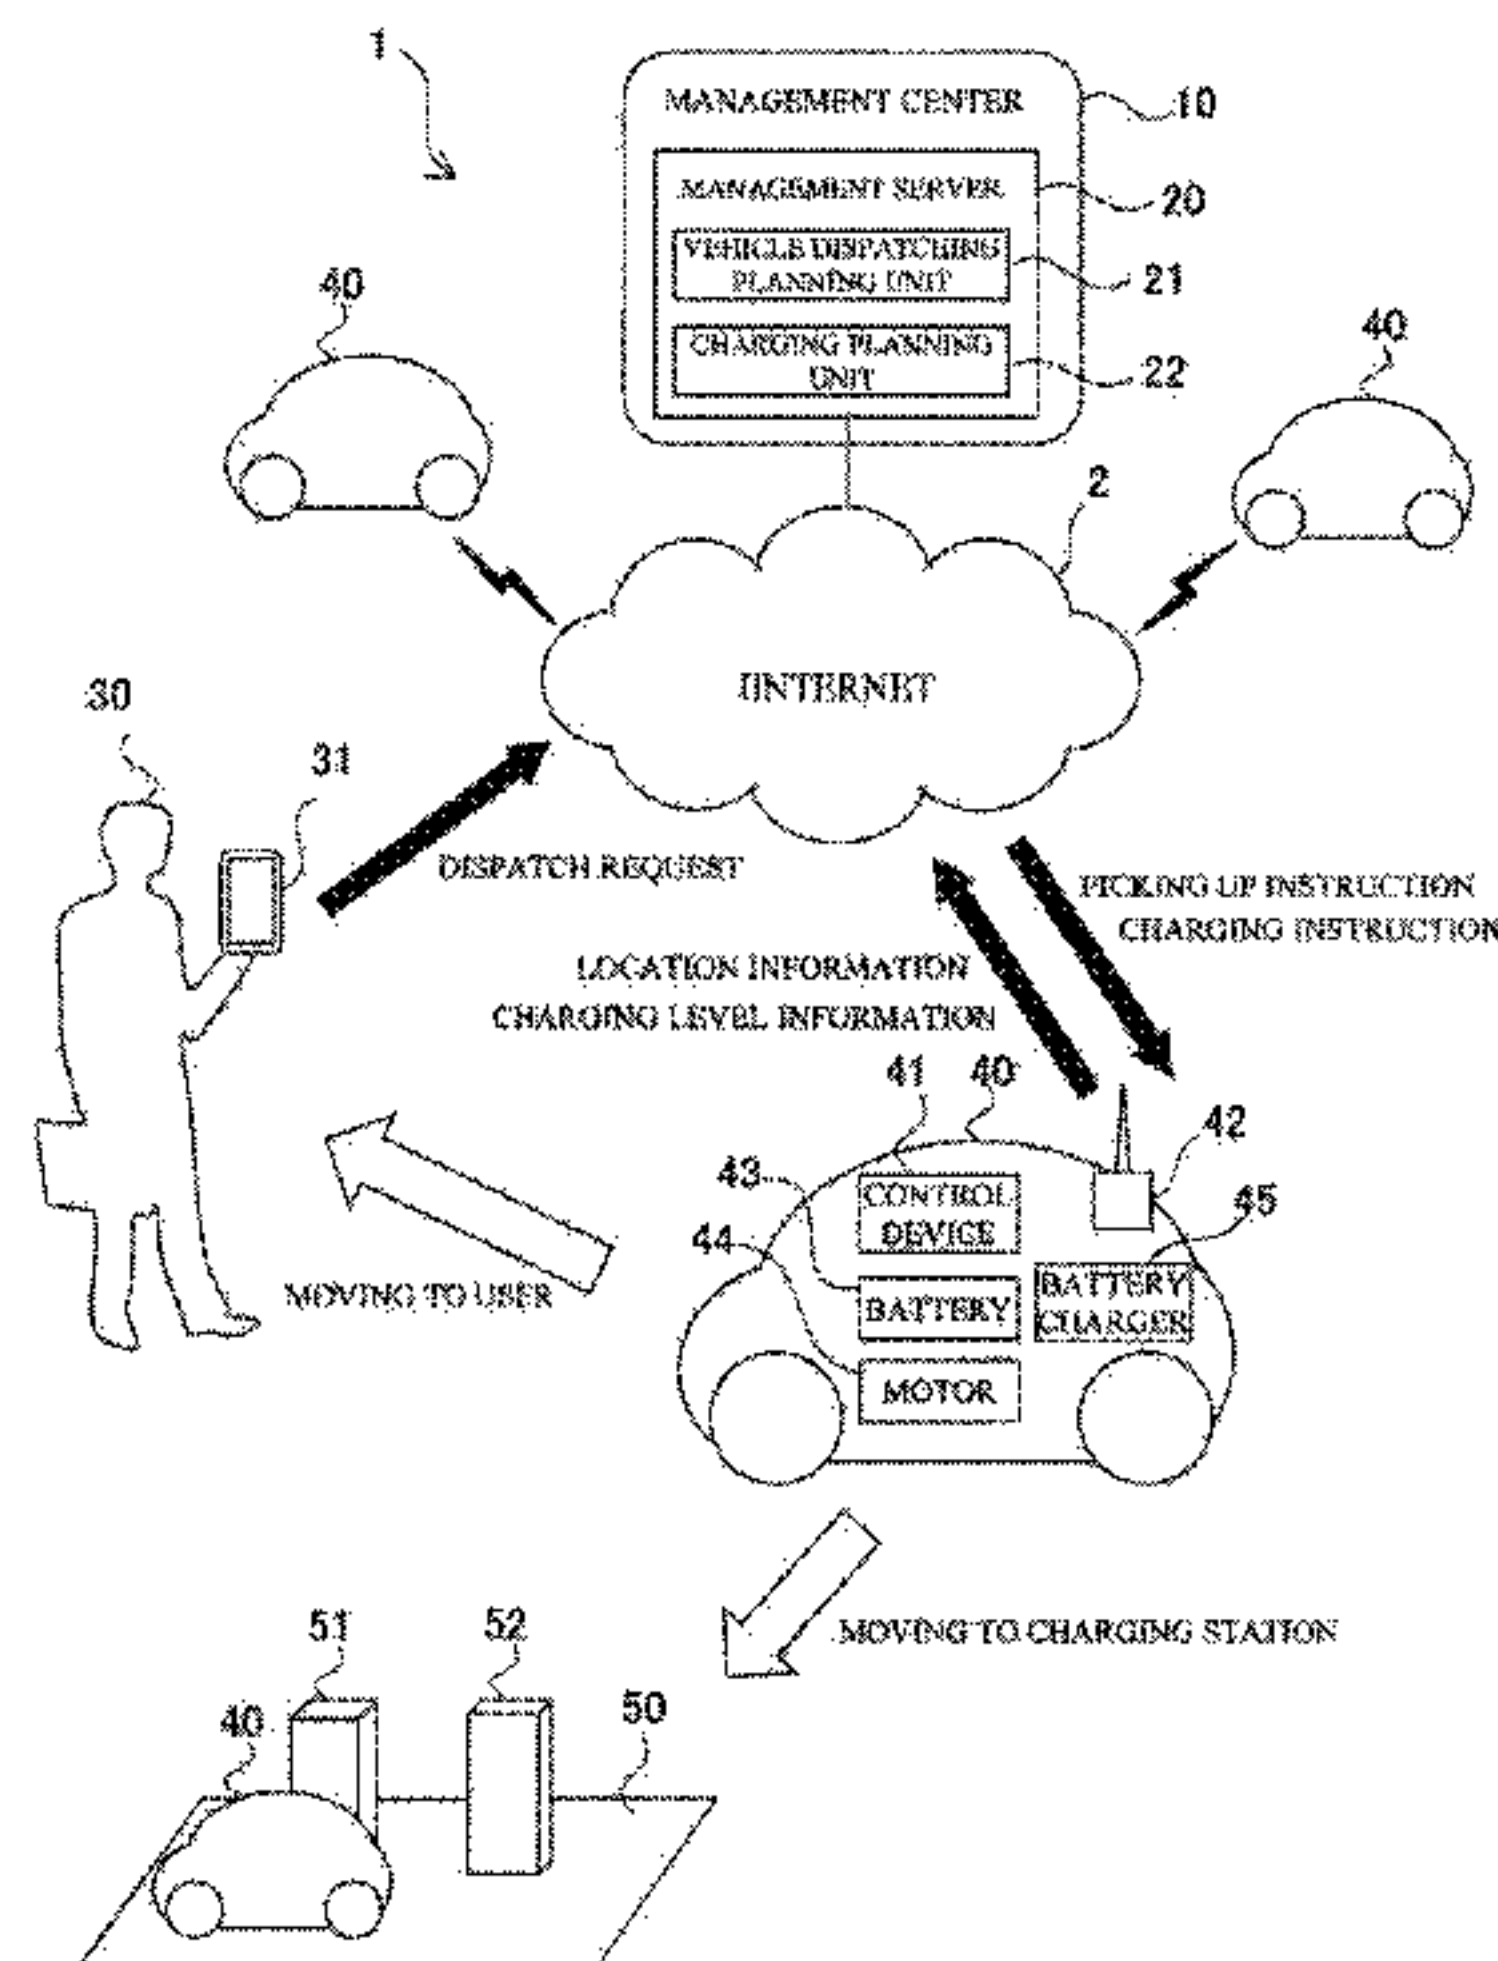 1
MANAGEMENT CENTER
10
MANAGEMENT SERVER
20
VEHICLE DISPATCHING
PLANNING UNIT
21
CHARGING PLANNING
UNIT
22
40
40
2
IINTERNET
30
31
DISPATCH REQUEST
PICKING UP INSTRUCTION
CHARGING INSTRUCTION
LOCATION INFORMATION
CHARGING LEVEL INFORMATION
41
40
42
43
CONTROL
DEVICE
45
44
BATTERY
BATTERY
CHARGER
MOTOR
MOVING TO USER
MOVING TO CHARGING STATION
51
52
50
40